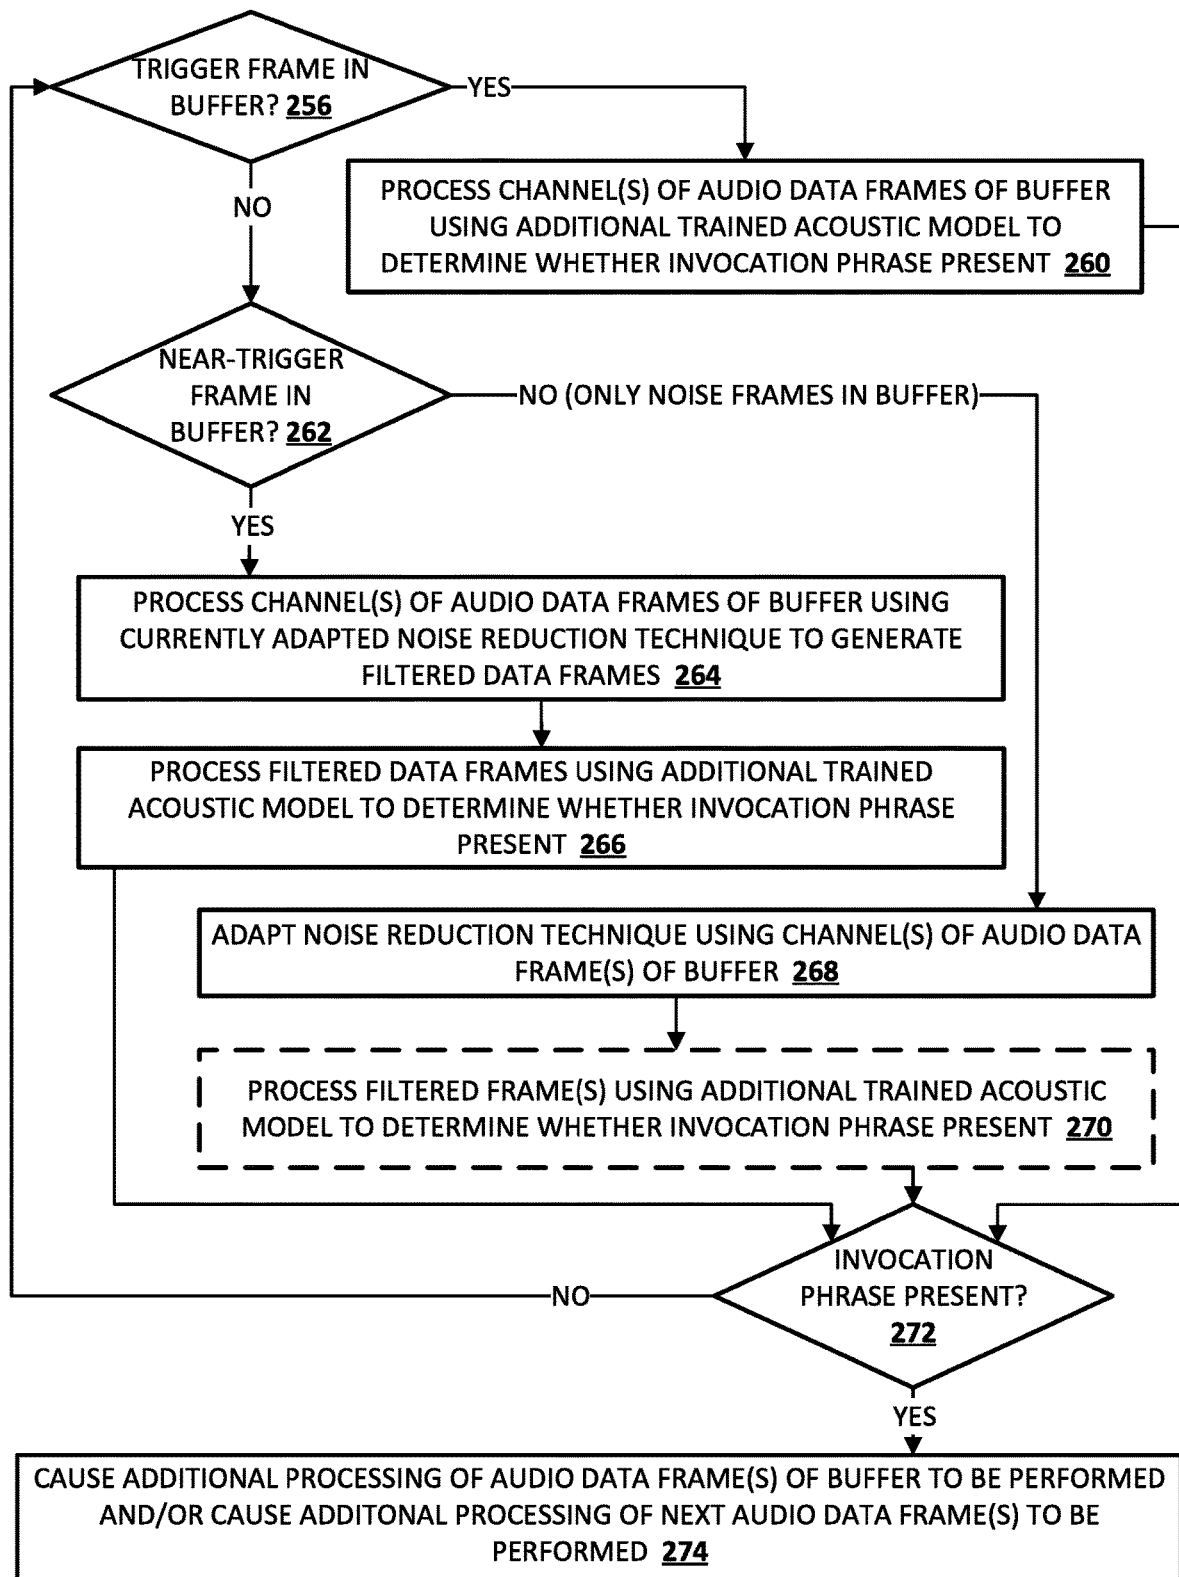 TRIGGER FRAME IN
BUFFER? 256
YES
PROCESS CHANNEL(S) OF AUDIO DATA FRAMES OF BUFFER
USING ADDITIONAL TRAINED ACOUSTIC MODEL TO
DETERMINE WHETHER INVOCATION PHRASE PRESENT 260
NO
NEAR-TRIGGER
FRAME IN
BUFFER? 262
NO (ONLY NOISE FRAMES IN BUFFER)
YES
PROCESS CHANNEL(S) OF AUDIO DATA FRAMES OF BUFFER USING
CURRENTLY ADAPTED NOISE REDUCTION TECHNIQUE TO GENERATE
FILTERED DATA FRAMES 264
PROCESS FILTERED DATA FRAMES USING ADDITIONAL TRAINED
ACOUSTIC MODEL TO DETERMINE WHETHER INVOCATION PHRASE
PRESENT 266
ADAPT NOISE REDUCTION TECHNIQUE USING CHANNEL(S) OF AUDIO DATA
FRAME(S) OF BUFFER 268
PROCESS FILTERED FRAME(S) USING ADDITIONAL TRAINED ACOUSTIC
MODEL TO DETERMINE WHETHER INVOCATION PHRASE PRESENT 270
INVOCATION
PHRASE PRESENT?
272
NO
YES
CAUSE ADDITIONAL PROCESSING OF AUDIO DATA FRAME(S) OF BUFFER TO BE PERFORMED
AND/OR CAUSE ADDITONAL PROCESSING OF NEXT AUDIO DATA FRAME(S) TO BE
PERFORMED 274